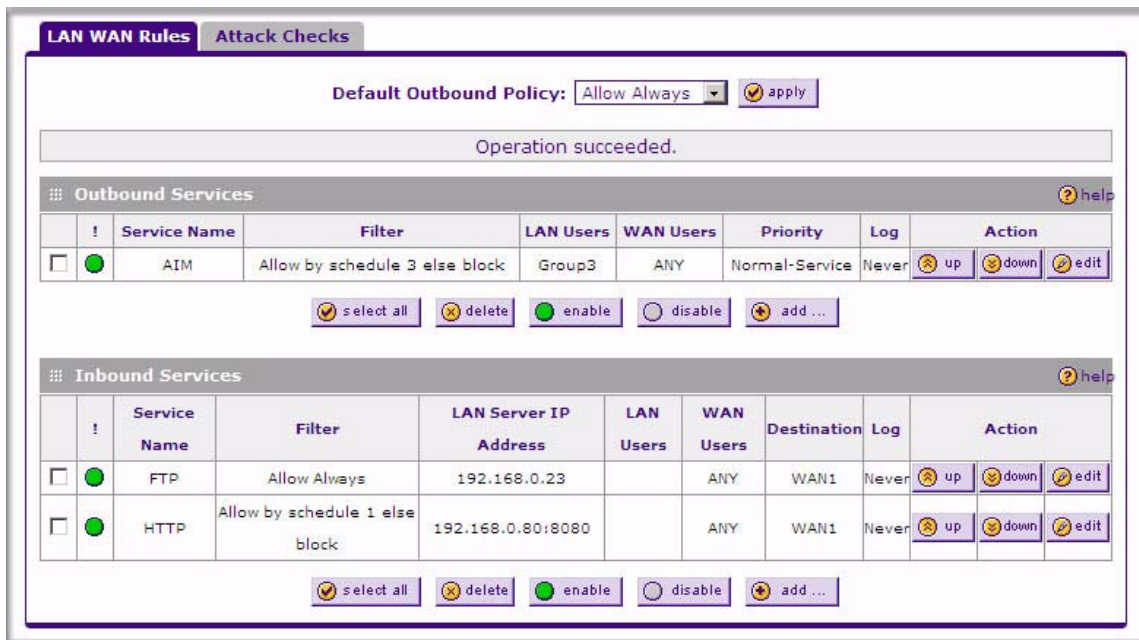 LAN WAN Rules Attack Checks
Default Outbound Policy: Allow Always apply
Operation succeeded.
Outbound Services help
! Service Name Filter LAN Users WAN Users Priority Log Action
AIM Allow by schedule 3 else block Group3 ANY Normal-Service Never up down edit
select all delete enable disable add ...
Inbound Services help
! Service Name Filter LAN Server IP Address LAN Users WAN Users Destination Log Action
FTP Allow Always 192.168.0.23 ANY WAN1 Never up down edit
HTTP Allow by schedule 1 else block 192.168.0.80:8080 ANY WAN1 Never up down edit
select all delete enable disable add ...